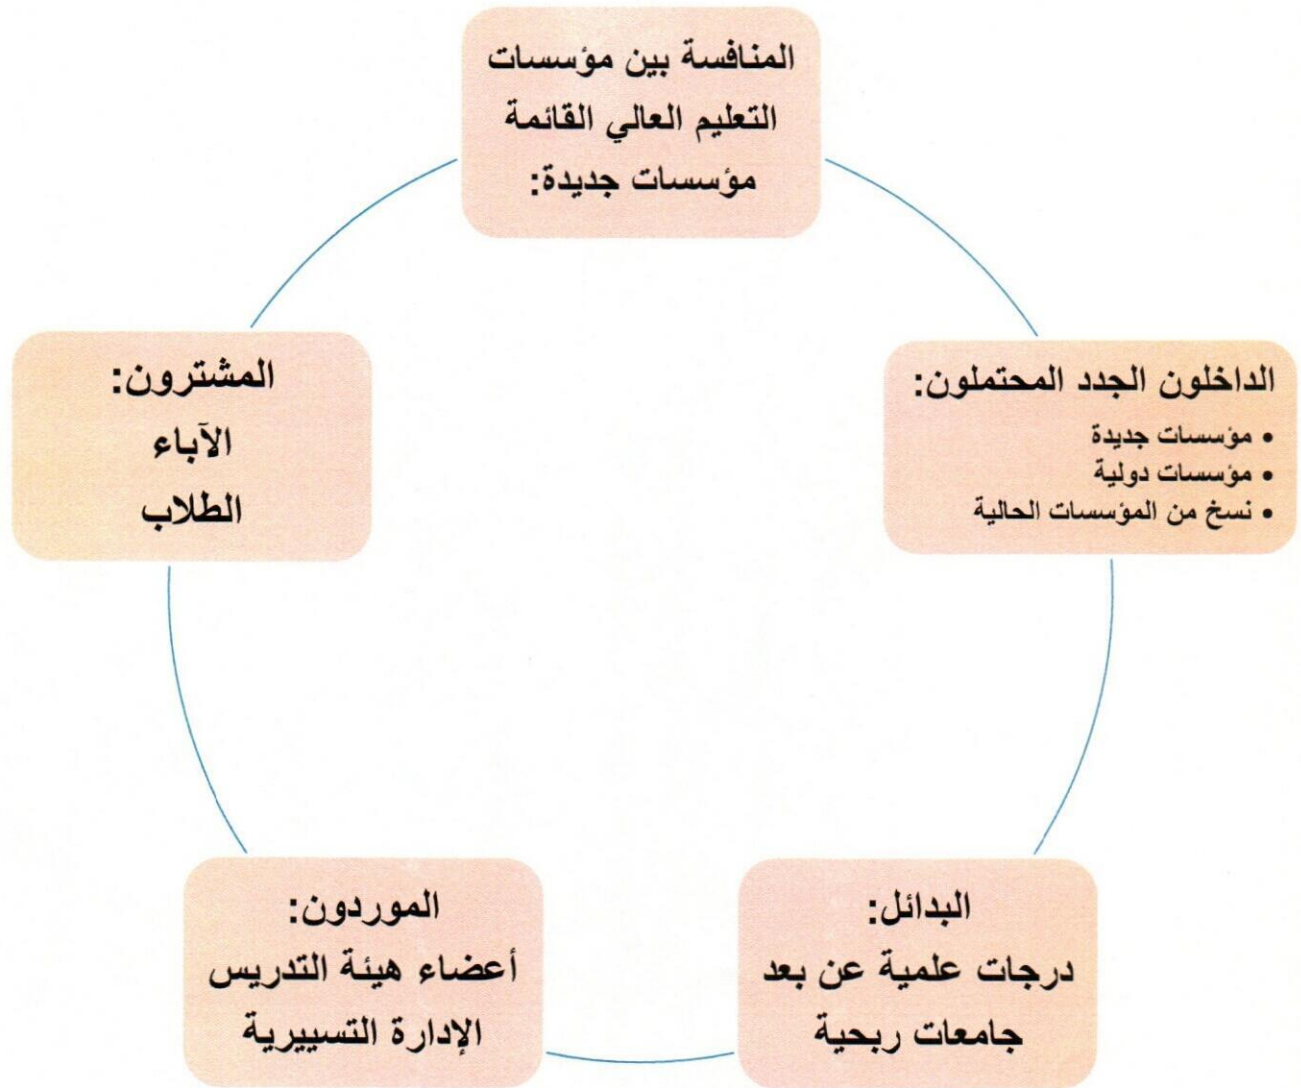 المنافسة بين مؤسسات
التعليم العالي القائمة
مؤسسات جديدة:
الداخلون الجدد المحتملون:
• مؤسسات جديدة
• مؤسسات دولية
• نسخ من المؤسسات الحالية
البدائل:
درجات علمية عن بعد
جامعات ربحية
الموردون:
أعضاء هيئة التدريس
الإدارة التسييرية
المشترون:
الآباء
الطلاب